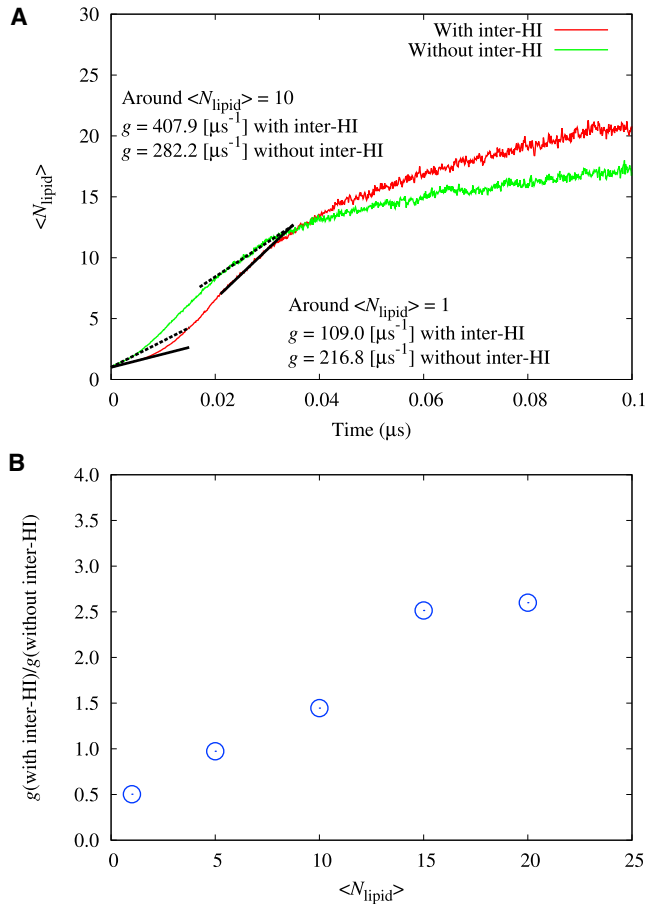 A
30
25
20
15
10
5
0
<N_lipid>
With inter-HI
Without inter-HI
Around <N_lipid> = 10
g = 407.9 [µs^-1] with inter-HI
g = 282.2 [µs^-1] without inter-HI
Around <N_lipid> = 1
g = 109.0 [µs^-1] with inter-HI
g = 216.8 [µs^-1] without inter-HI
0 0.02 0.04 0.06 0.08 0.1
Time (µs)
B
4.0
3.5
3.0
2.5
2.0
1.5
1.0
0.5
0.0
g(with inter-HI)/g(without inter-HI)
0 5 10 15 20 25
<N_lipid>